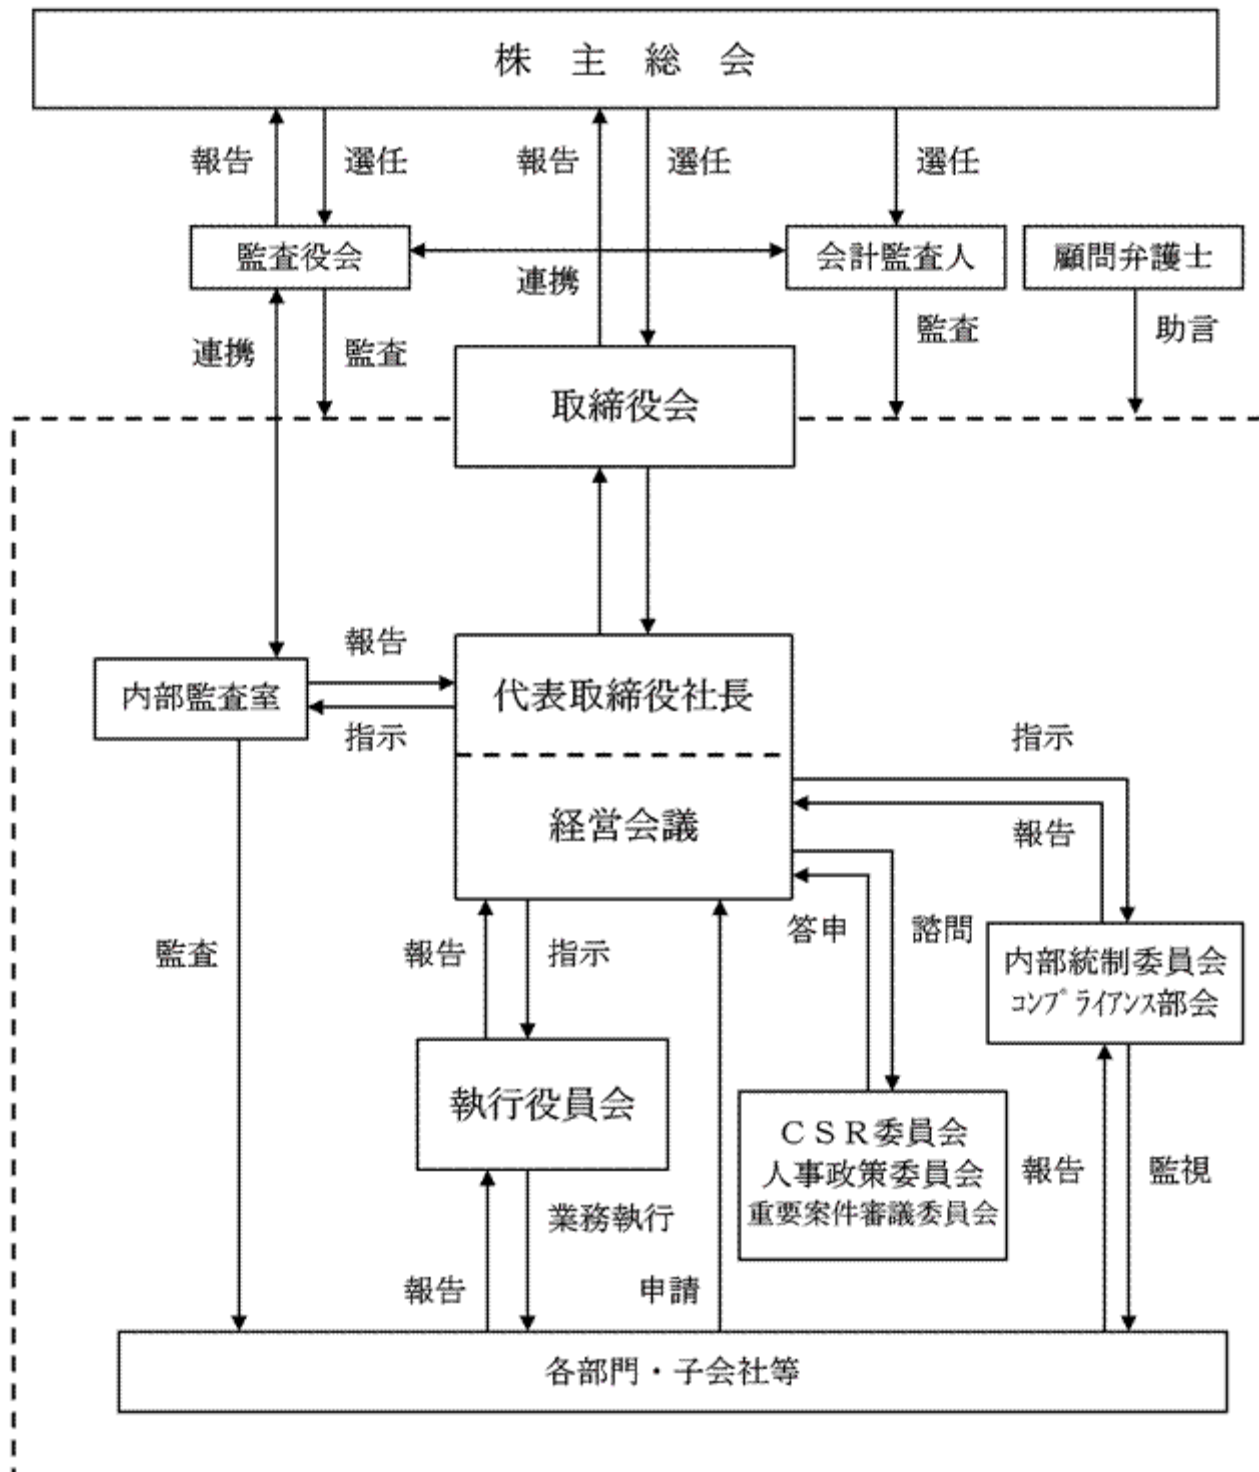 株 主 総 会
報告
選任
報告
選任
選任
監査役会
会計監査人
顧問弁護士
連携
連携
監査
監査
助言
取締役会
報告
内部監査室
代表取締役社長
指示
指示
経営会議
報告
監査
報告
指示
答申
諮問
内部統制委員会
コンプライアンス部会
執行役員会
CSR委員会
人事政策委員会
重要案件審議委員会
報告
監視
業務執行
報告
申請
各部門・子会社等